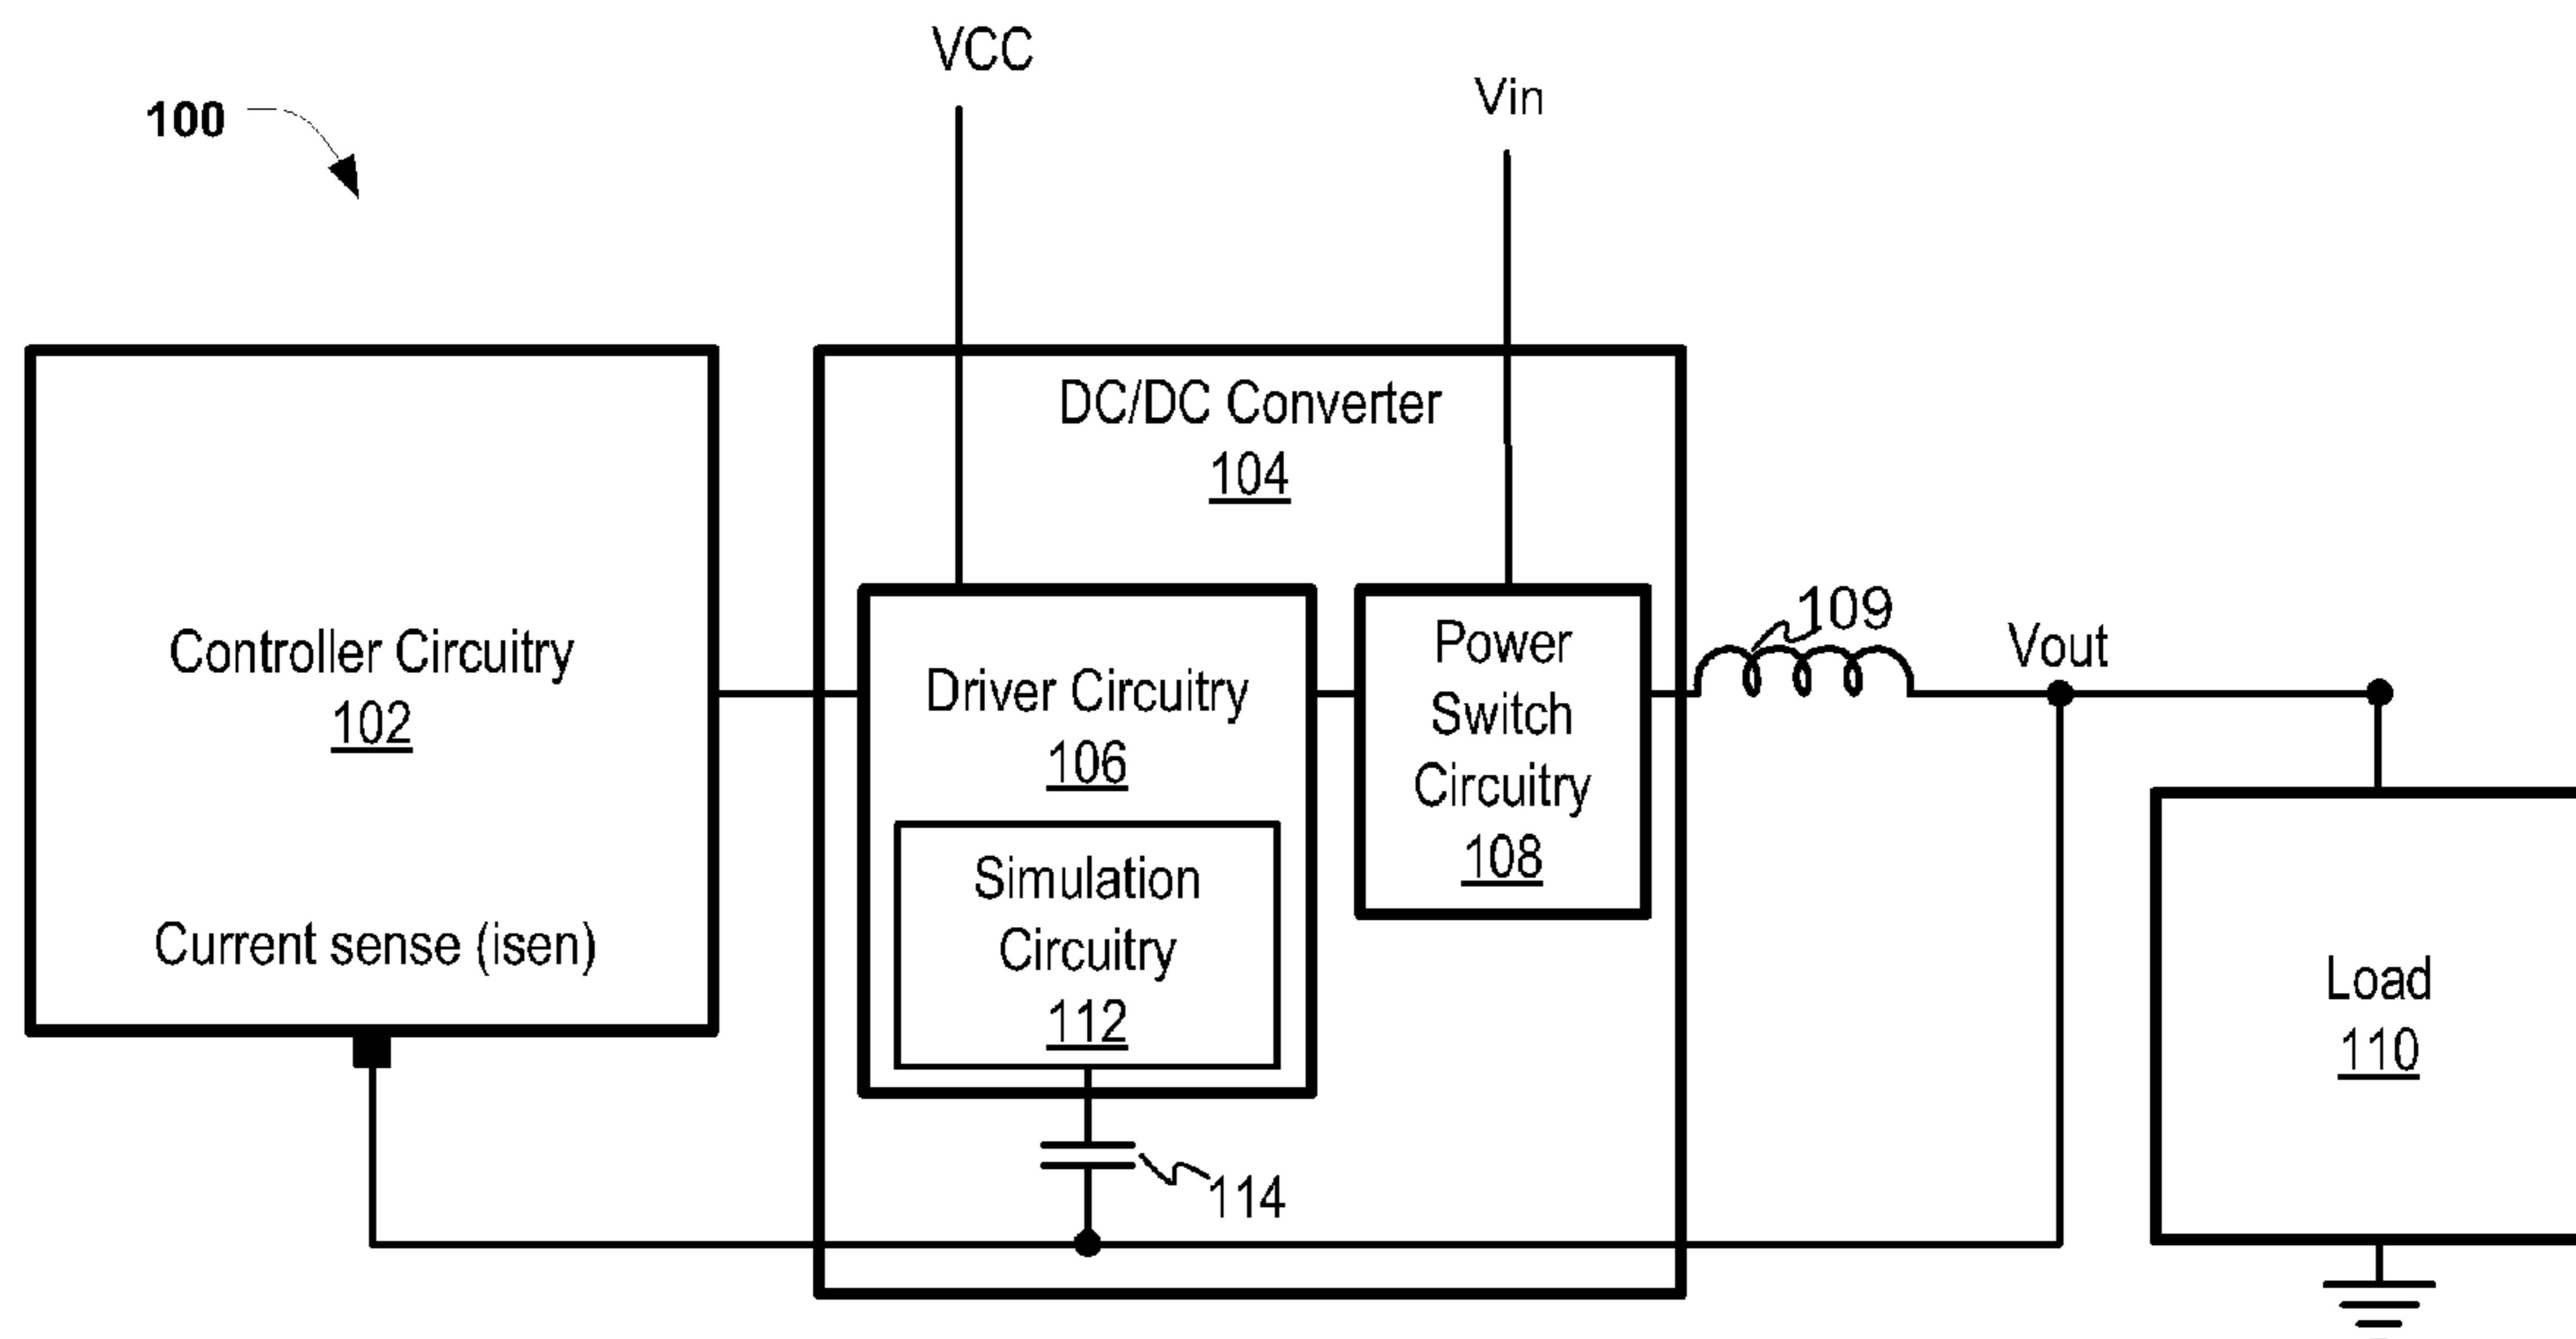 VCC
Vin
100
DC/DC Converter
104
Controller Circuitry
102
Current sense (isen)
Driver Circuitry
106
Simulation
Circuitry
112
Power
Switch
Circuitry
108
109
Vout
Load
110
114